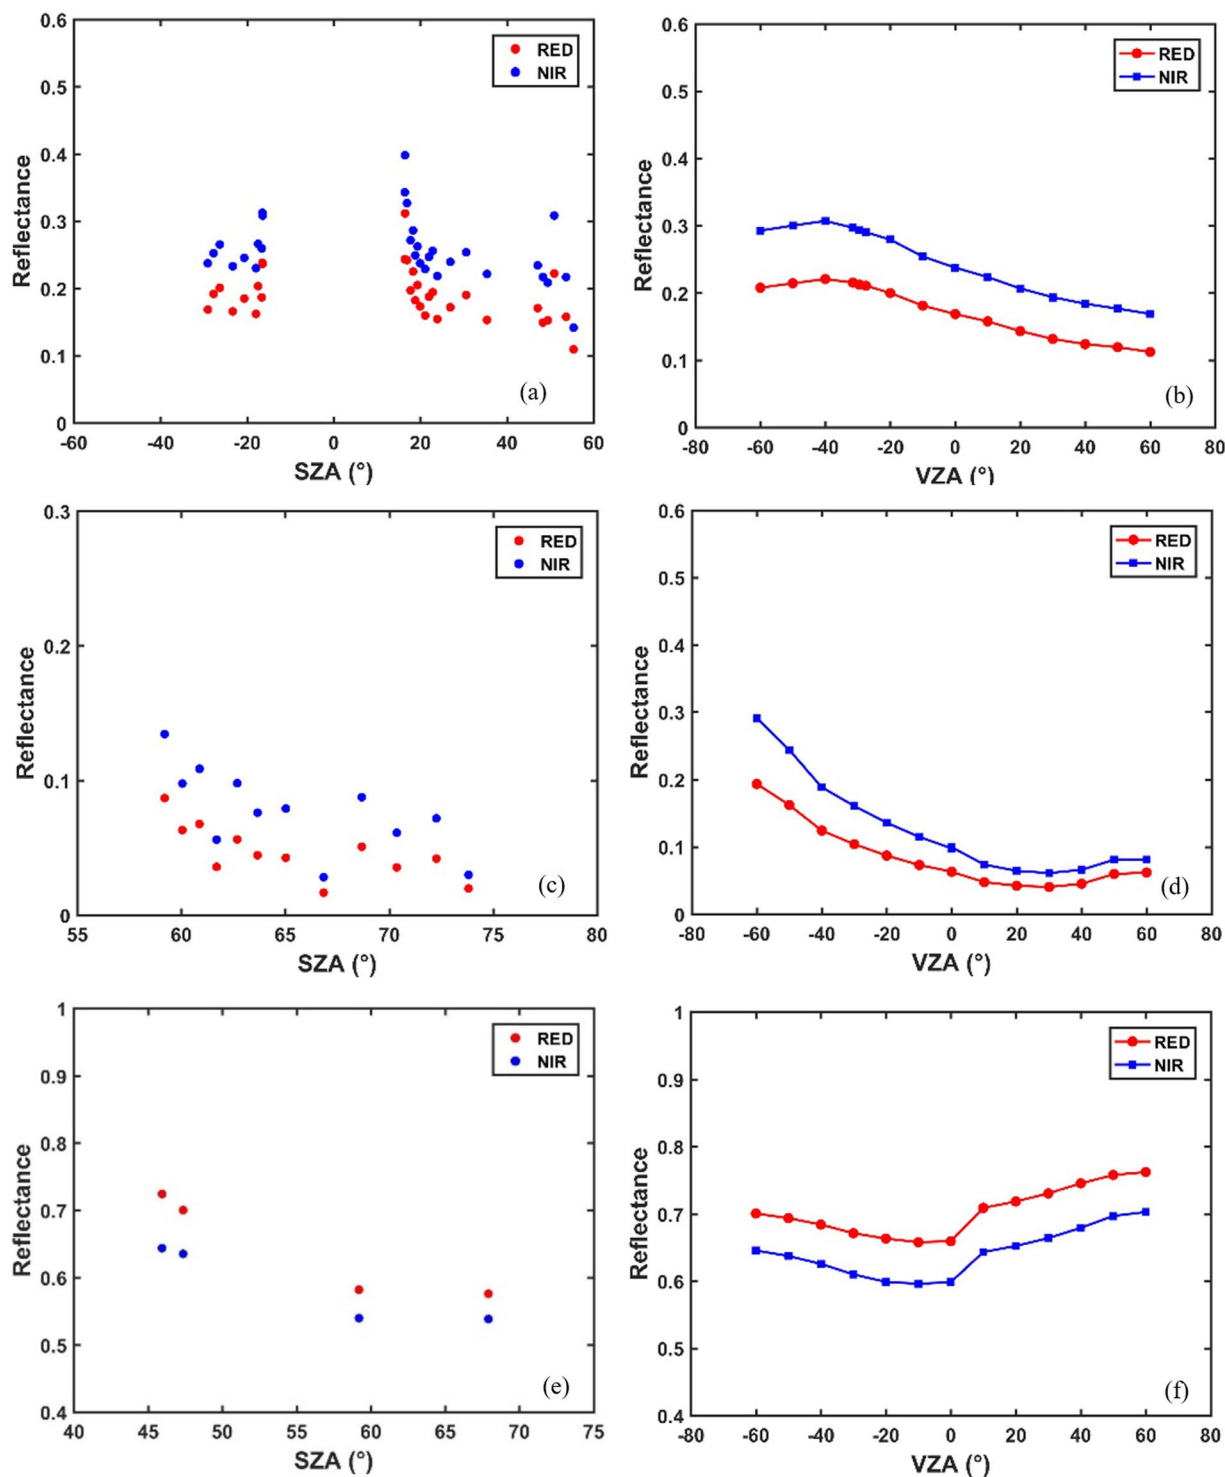 0.6
0.5
0.4
0.3
0.2
0.1
0
Reflectance
RED
NIR
(a)
-60 -40 -20 0 20 40 60
SZA (°)
0.6
0.5
0.4
0.3
0.2
0.1
0
Reflectance
RED
NIR
(b)
-80 -60 -40 -20 0 20 40 60 80
VZA (°)
0.3
0.2
0.1
0
Reflectance
RED
NIR
(c)
55 60 65 70 75 80
SZA (°)
0.6
0.5
0.4
0.3
0.2
0.1
0
Reflectance
RED
NIR
(d)
-80 -60 -40 -20 0 20 40 60 80
VZA (°)
1
0.9
0.8
0.7
0.6
0.5
0.4
Reflectance
RED
NIR
(e)
40 45 50 55 60 65 70 75
SZA (°)
1
0.9
0.8
0.7
0.6
0.5
0.4
Reflectance
RED
NIR
(f)
-80 -60 -40 -20 0 20 40 60 80
VZA (°)